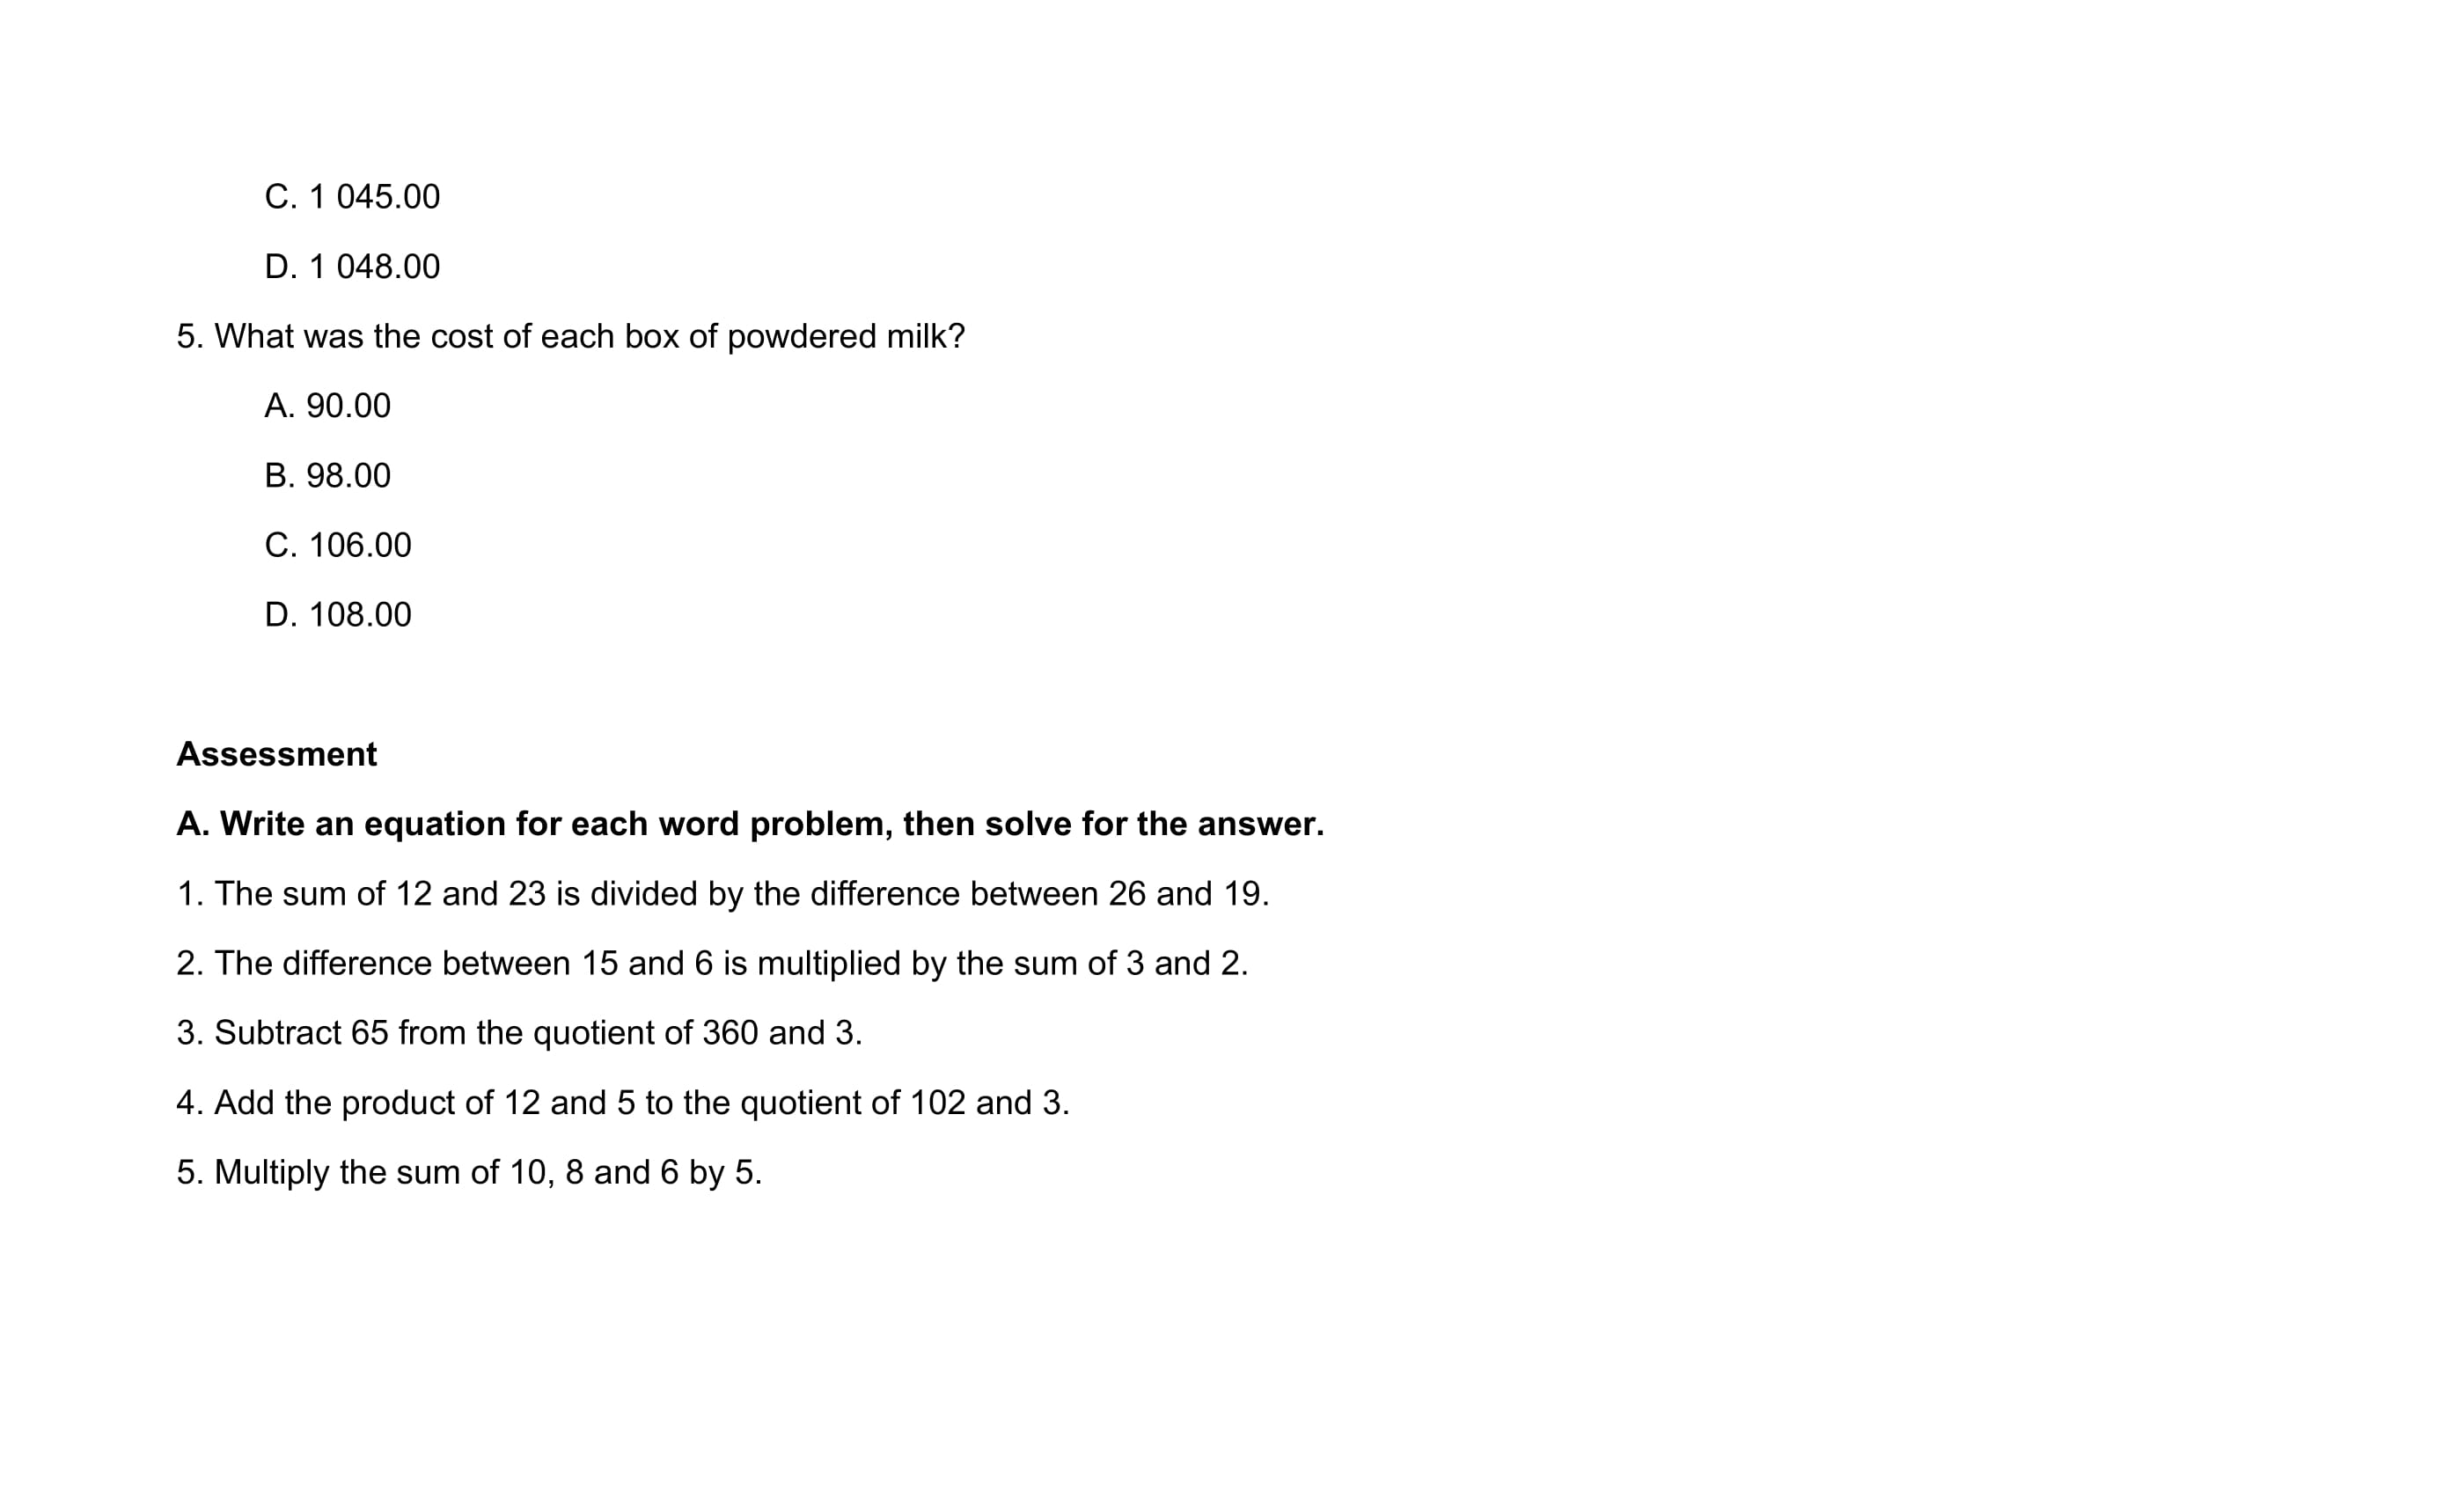 C. 1 045.00
D. 1 048.00
5. What was the cost of each box of powdered milk?
A. 90.00
B. 98.00
C. 106.00
D. 108.00
Assessment
A. Write an equation for each word problem, then solve for the answer.
1. The sum of 12 and 23 is divided by the difference between 26 and 19.
2. The difference between 15 and 6 is multiplied by the sum of 3 and 2.
3. Subtract 65 from the quotient of 360 and 3.
4. Add the product of 12 and 5 to the quotient of 102 and 3.
5. Multiply the sum of 10, 8 and 6 by 5.